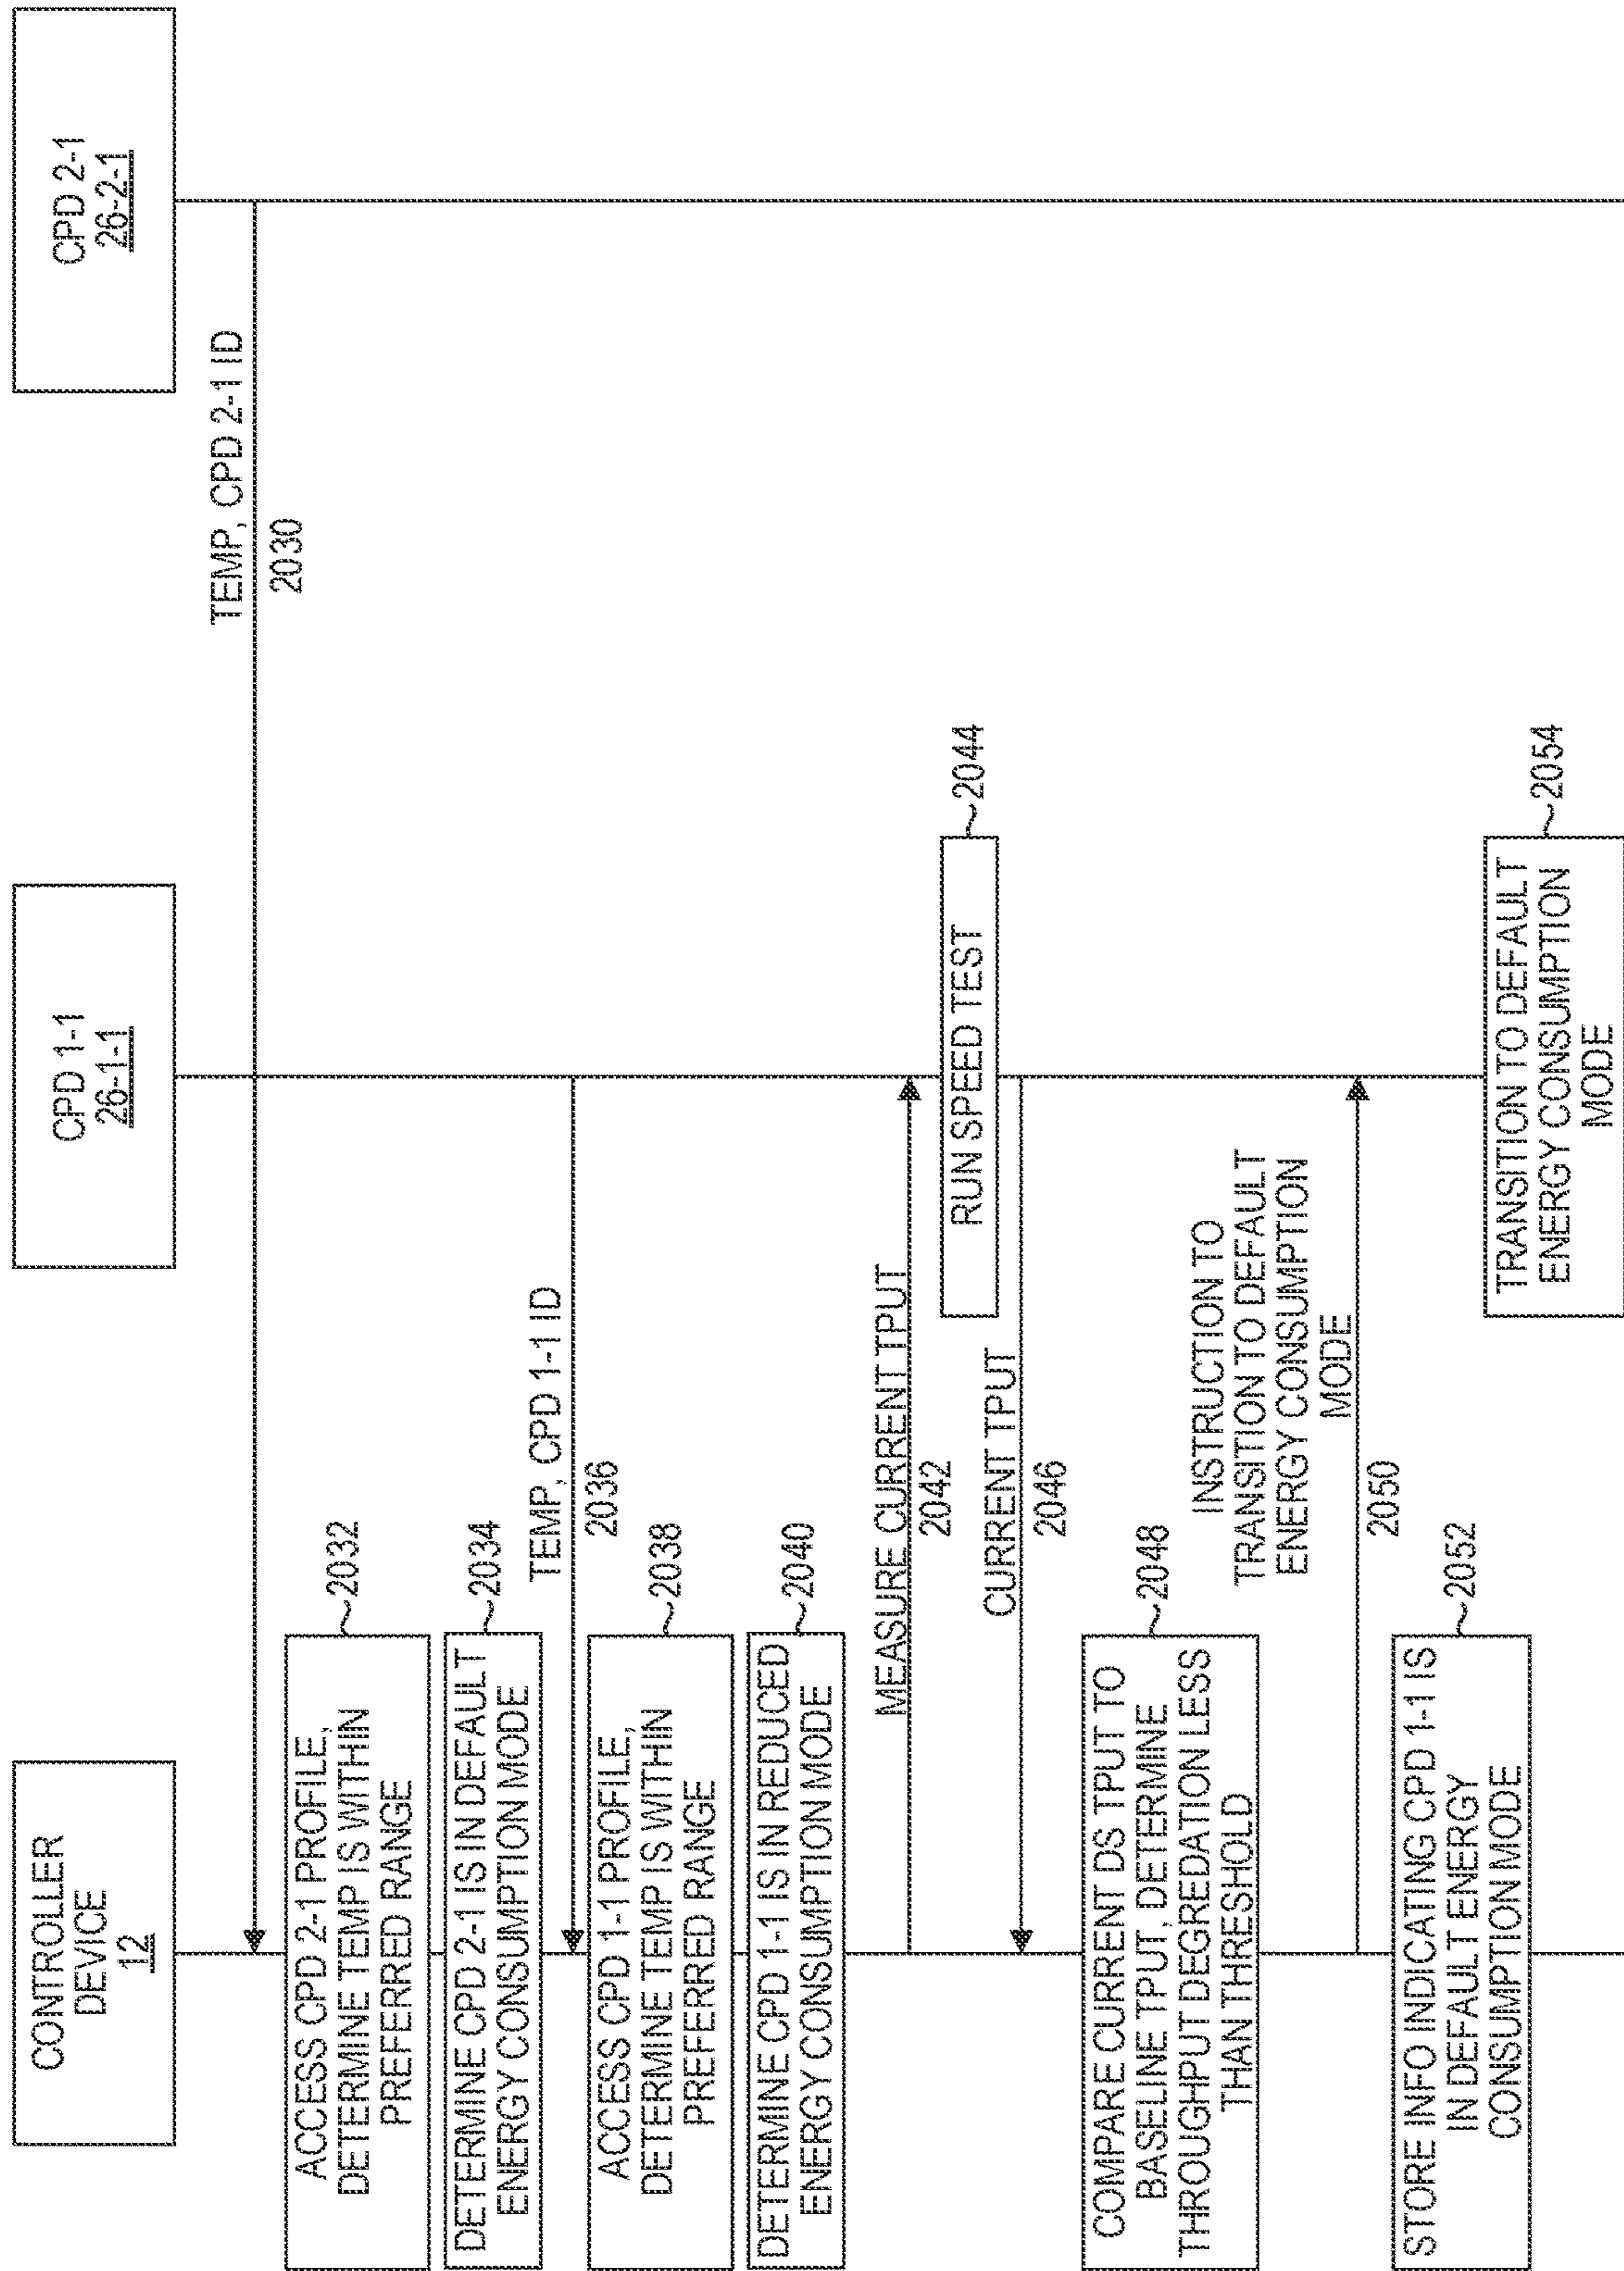 CONTROLLER
DEVICE
12
CPD 1-1
26-1-1
CPD 2-1
26-2-1
TEMP, CPD 2-1 ID
2030
ACCESS CPD 2-1 PROFILE,
DETERMINE TEMP IS WITHIN
PREFERRED RANGE
2032
DETERMINE CPD 2-1 IS IN DEFAULT
ENERGY CONSUMPTION MODE
2034
TEMP, CPD 1-1 ID
2036
ACCESS CPD 1-1 PROFILE,
DETERMINE TEMP IS WITHIN
PREFERRED RANGE
2038
DETERMINE CPD 1-1 IS IN REDUCED
ENERGY CONSUMPTION MODE
2040
MEASURE CURRENT TPUT
2042
RUN SPEED TEST
2044
CURRENT TPUT
2046
COMPARE CURRENT DS TPUT TO
BASELINE TPUT, DETERMINE
THROUGHPUT DEGREDATION LESS
THAN THRESHOLD
2048
INSTRUCTION TO
TRANSITION TO DEFAULT
ENERGY CONSUMPTION
MODE
2050
STORE INFO INDICATING CPD 1-1 IS
IN DEFAULT ENERGY
CONSUMPTION MODE
2052
TRANSITION TO DEFAULT
ENERGY CONSUMPTION
MODE
2054